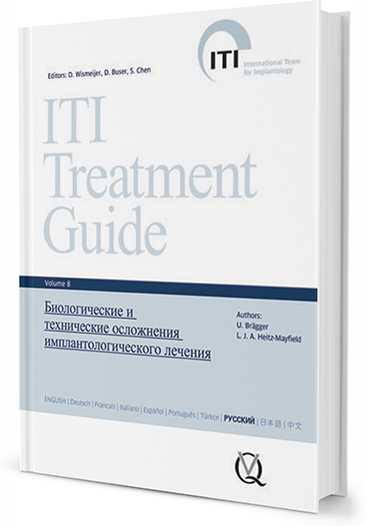 ITI
International Team
for Implantology
Editors: D. Wismeijer, D. Buser, S. Chen
ITI
Treatment
Guide
Volume 8
Биологические и
технические осложнения
имплантологического лечения
Authors:
U. Brägger
L. J. A. Heitz-Mayfield
ENGLISH | Deutsch | Français | Italiano | Español | Português | Türkçe | РУССКИЙ | 日本語 | 中文